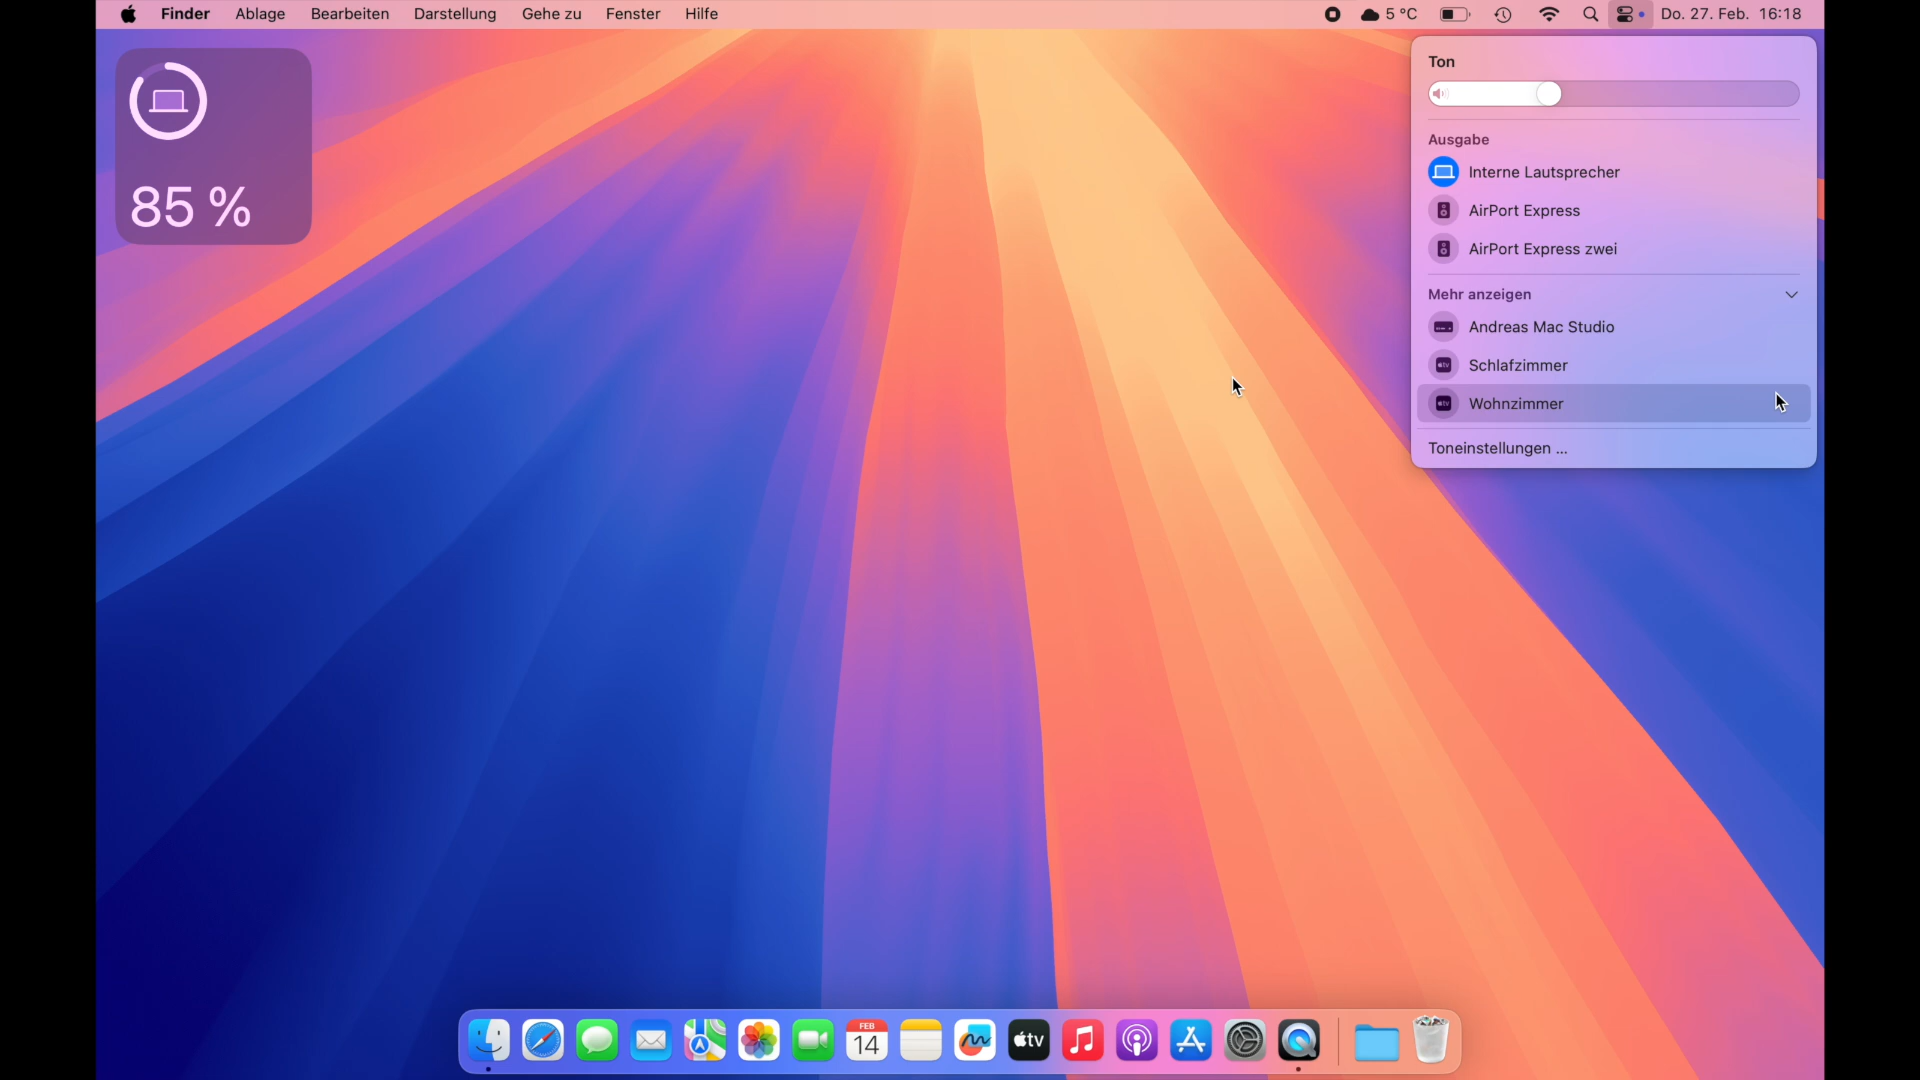 Finder Ablage Bearbeiten Darstellung Gehe zu Fenster Hilfe 5 °C Do. 27. Feb. 16:18
85 %
Ton
Ausgabe
Interne Lautsprecher
AirPort Express
AirPort Express zwei
Mehr anzeigen
Andreas Mac Studio
Schlafzimmer
Wohnzimmer
Toneinstellungen ...
FEB
14
tv